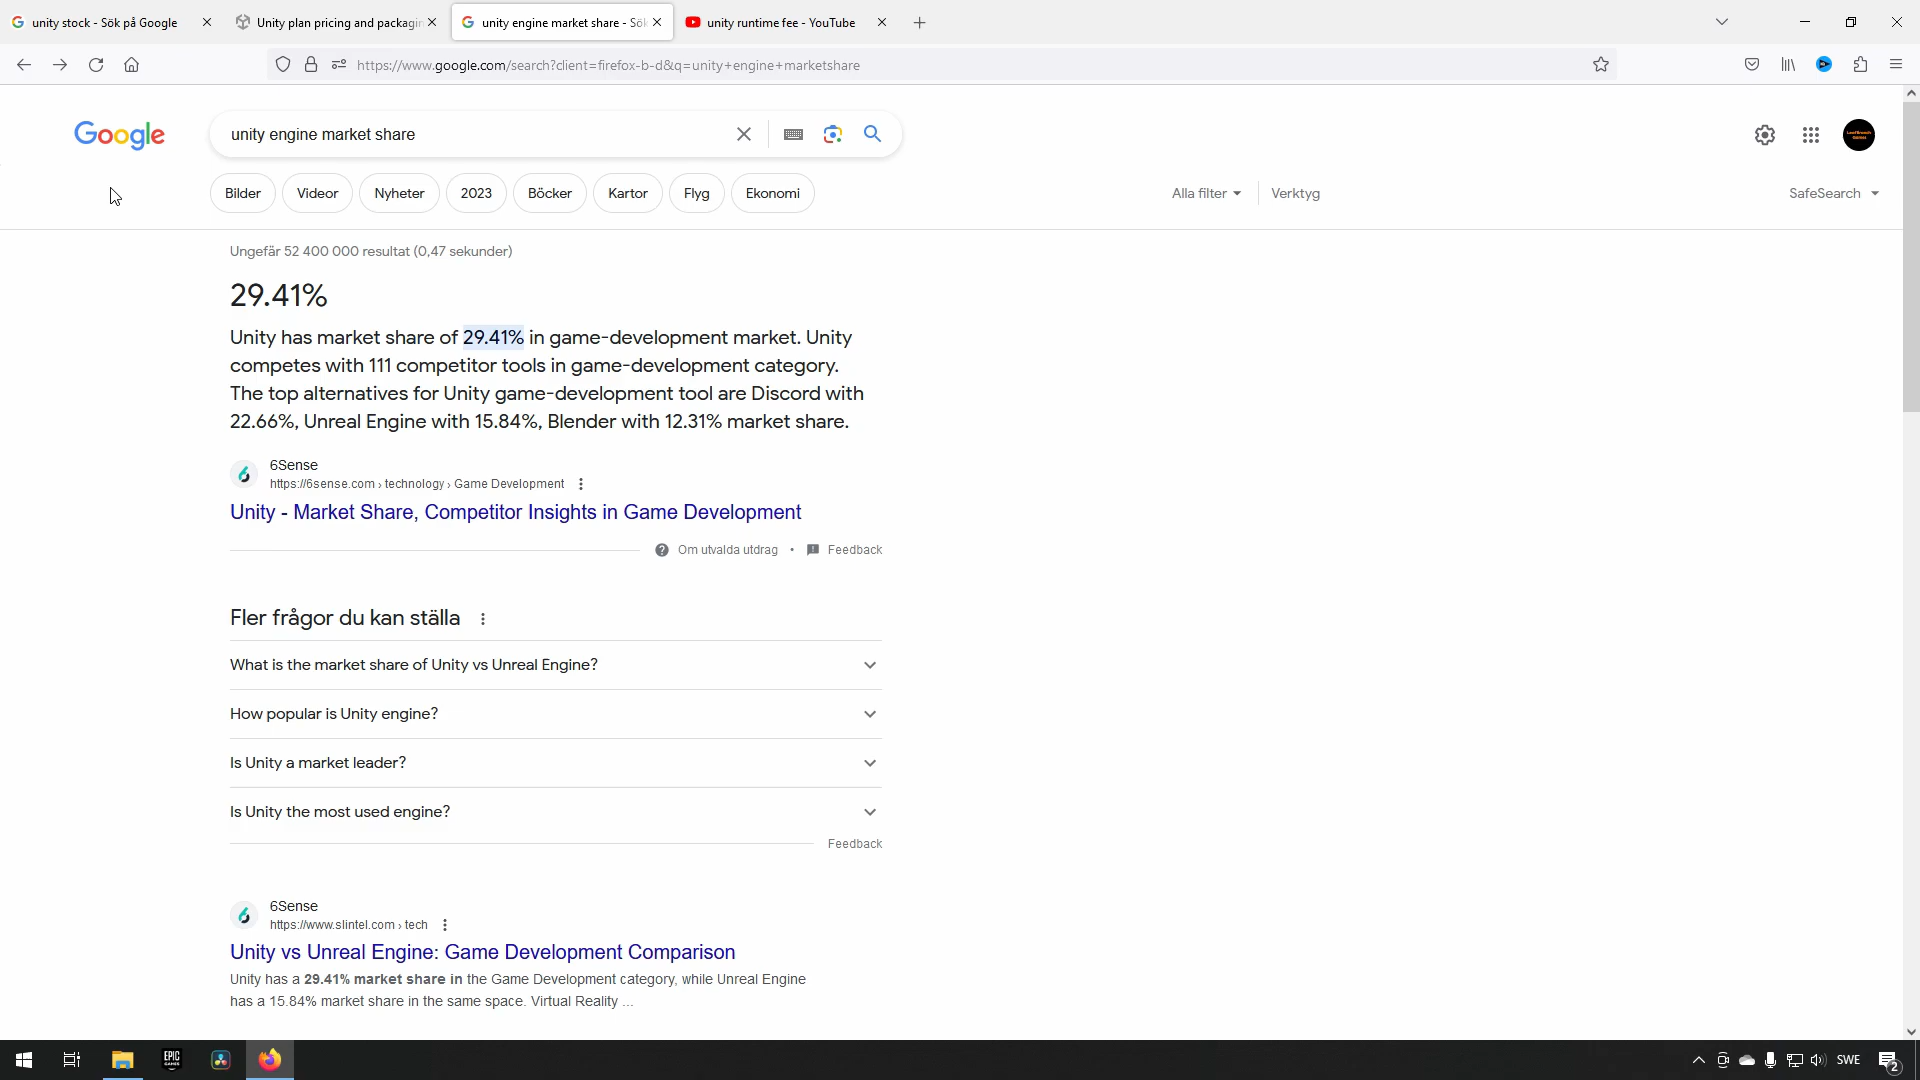 unity stock - Sök på Google
Unity plan pricing and packagin
unity engine market share - Sök
unity runtime fee - YouTube
https://www.google.com/search?client=firefox-b-d&q=unity+engine+marketshare
Google
unity engine market share
Bilder
Videor
Nyheter
2023
Böcker
Kartor
Flyg
Ekonomi
Alla filter
Verktyg
SafeSearch
Ungefär 52 400 000 resultat (0,47 sekunder)
29.41%
Unity has market share of 29.41% in game-development market. Unity
competes with 111 competitor tools in game-development category.
The top alternatives for Unity game-development tool are Discord with
22.66%, Unreal Engine with 15.84%, Blender with 12.31% market share.
6Sense
https://6sense.com › technology › Game Development
Unity - Market Share, Competitor Insights in Game Development
Om utvalda utdrag • Feedback
Fler frågor du kan ställa
What is the market share of Unity vs Unreal Engine?
How popular is Unity engine?
Is Unity a market leader?
Is Unity the most used engine?
Feedback
6Sense
https://www.slintel.com › tech
Unity vs Unreal Engine: Game Development Comparison
Unity has a 29.41% market share in the Game Development category, while Unreal Engine
has a 15.84% market share in the same space. Virtual Reality ...
EPIC
GAMES
SWE
2